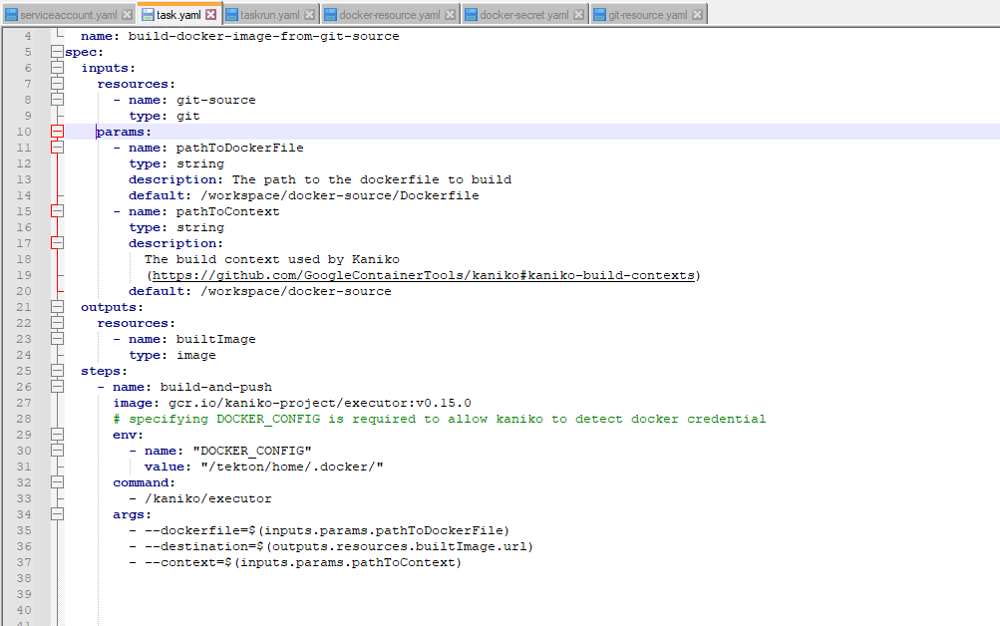 serviceaccount.yaml task.yaml taskrun.yaml docker-resource.yaml docker-secret.yaml git-resource.yaml
4 name: build-docker-image-from-git-source
5 spec:
6 inputs:
7 resources:
8 - name: git-source
9 type: git
10 params:
11 - name: pathToDockerFile
12 type: string
13 description: The path to the dockerfile to build
14 default: /workspace/docker-source/Dockerfile
15 - name: pathToContext
16 type: string
17 description:
18 The build context used by Kaniko
19 (https://github.com/GoogleContainerTools/kaniko#kaniko-build-contexts)
20 default: /workspace/docker-source
21 outputs:
22 resources:
23 - name: builtImage
24 type: image
25 steps:
26 - name: build-and-push
27 image: gcr.io/kaniko-project/executor:v0.15.0
28 # specifying DOCKER_CONFIG is required to allow kaniko to detect docker credential
29 env:
30 - name: "DOCKER_CONFIG"
31 value: "/tekton/home/.docker/"
32 command:
33 - /kaniko/executor
34 args:
35 - --dockerfile=$(inputs.params.pathToDockerFile)
36 - --destination=$(outputs.resources.builtImage.url)
37 - --context=$(inputs.params.pathToContext)
38
39
40
41